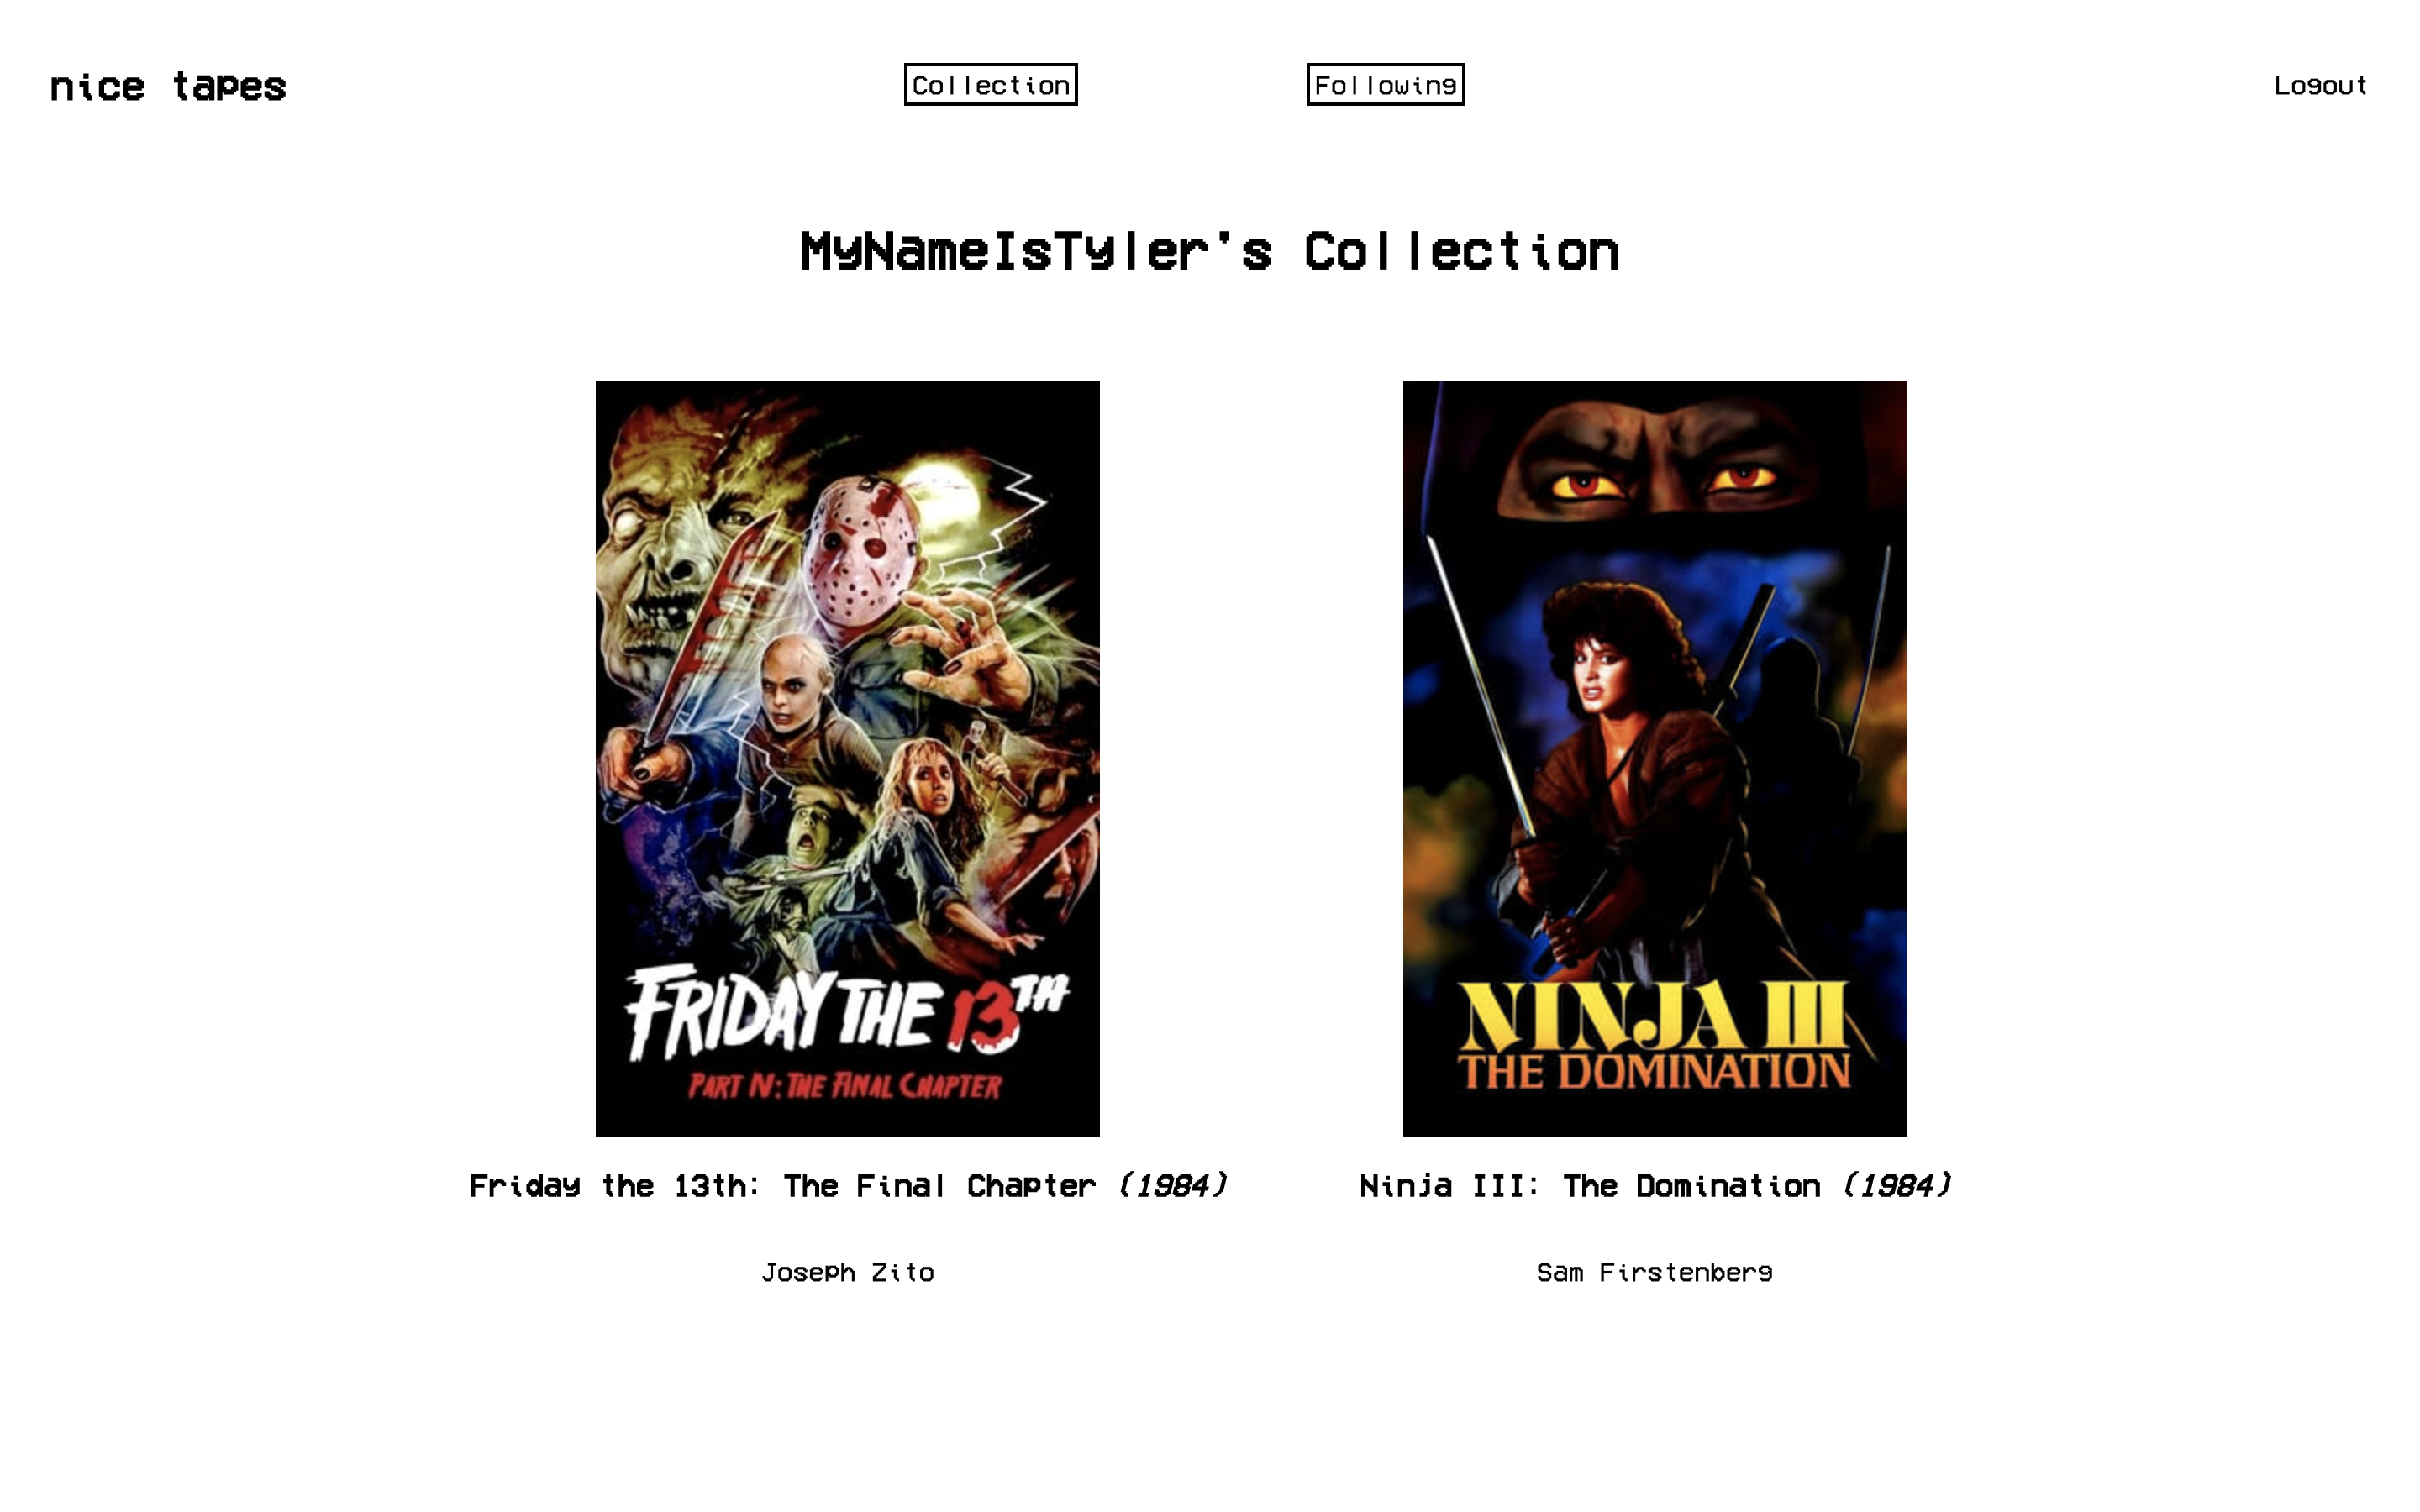 nice tapes
Collection
Following
Logout
MyNameIsTyler's Collection
FRIDAY THE 13TH
PART IV: THE FINAL CHAPTER
NINJA III
THE DOMINATION
Friday the 13th: The Final Chapter (1984)
Ninja III: The Domination (1984)
Joseph Zito
Sam Firstenberg